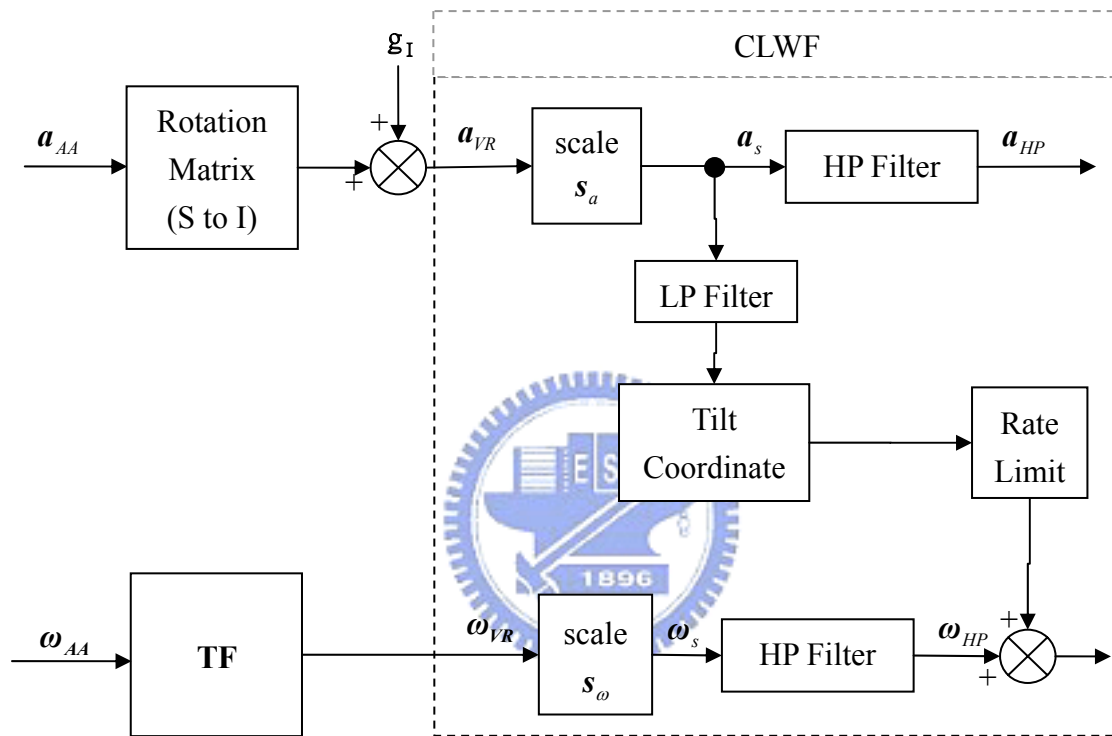 g_I
CLWF
+
a_AA
Rotation
Matrix
(S to I)
+
a_VR
scale
s_a
a_s
HP Filter
a_HP
LP Filter
Tilt
Coordinate
Rate
Limit
E S
1896
ω_AA
TF
ω_VR
scale
s_ω
ω_s
HP Filter
ω_HP
+
+